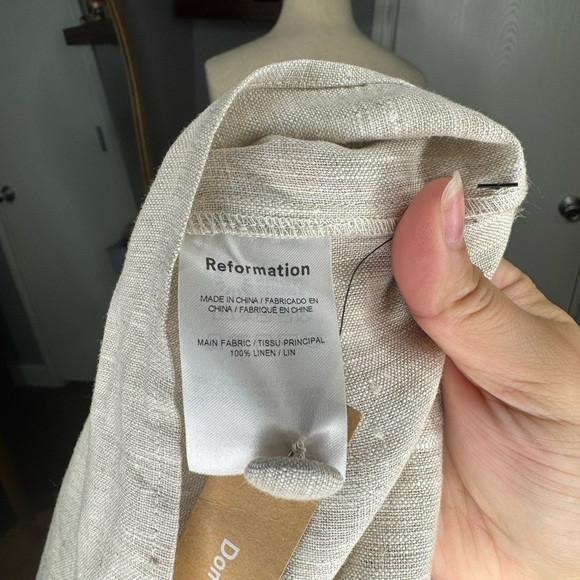 Reformation
MADE IN CHINA / FABRICADO EN
CHINA / FABRIQUÉ EN CHINE
MAIN FABRIC / TISSU PRINCIPAL
100% LINEN / LIN